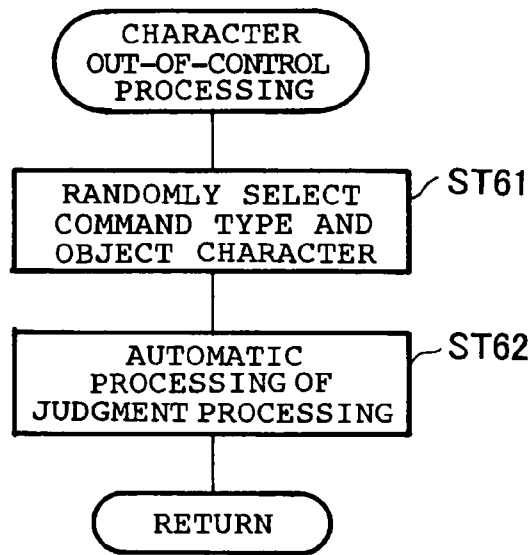 CHARACTER
OUT-OF-CONTROL
PROCESSING
RANDOMLY SELECT
COMMAND TYPE AND
OBJECT CHARACTER
ST61
AUTOMATIC
PROCESSING OF
JUDGMENT PROCESSING
ST62
RETURN